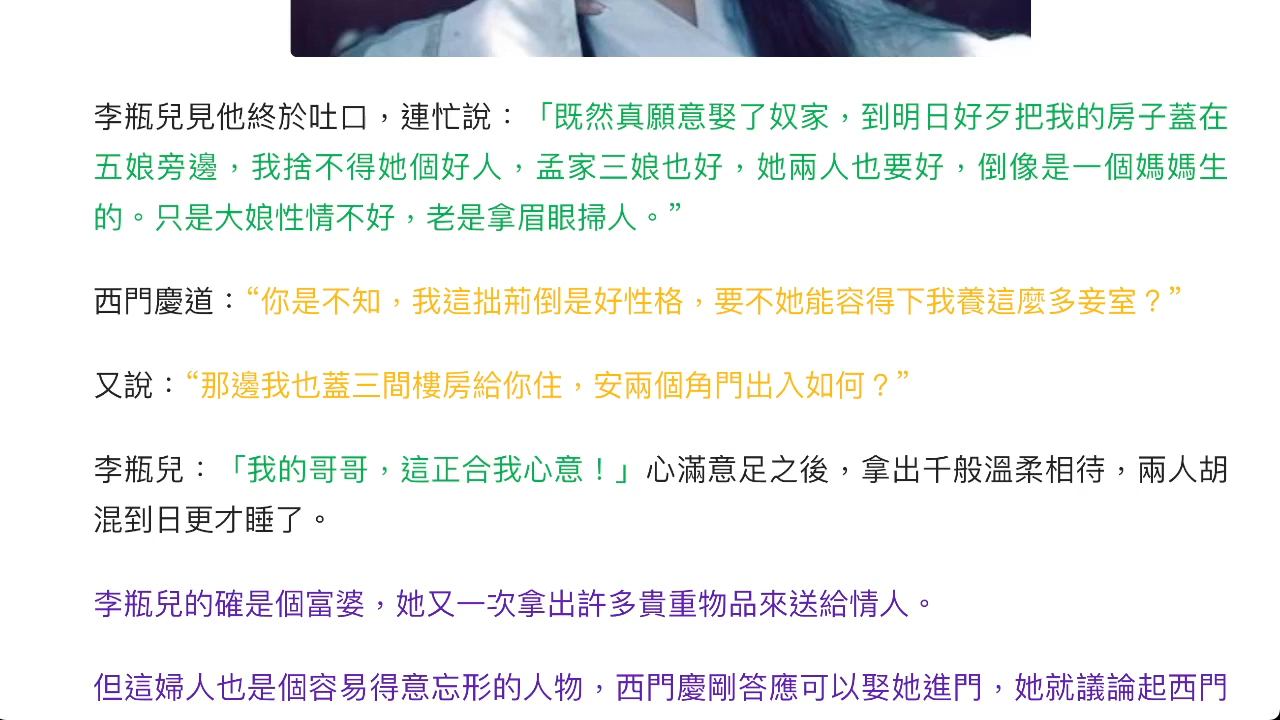 李瓶兒見他終於吐口，連忙說：「既然真願意娶了奴家，到明日好歹把我的房子蓋在
五娘旁邊，我捨不得她個好人，孟家三娘也好，她兩人也要好，倒像是一個媽媽生
的。只是大娘性情不好，老是拿眉眼掃人。”
西門慶道：“你是不知，我這拙荊倒是好性格，要不她能容得下我養這麼多妾室？”
又說：“那邊我也蓋三間樓房給你住，安兩個角門出入如何？”
李瓶兒：「我的哥哥，這正合我心意！」心滿意足之後，拿出千般溫柔相待，兩人胡
混到日更才睡了。
李瓶兒的確是個富婆，她又一次拿出許多貴重物品來送給情人。
但這婦人也是個容易得意忘形的人物，西門慶剛答應可以娶她進門，她就議論起西門